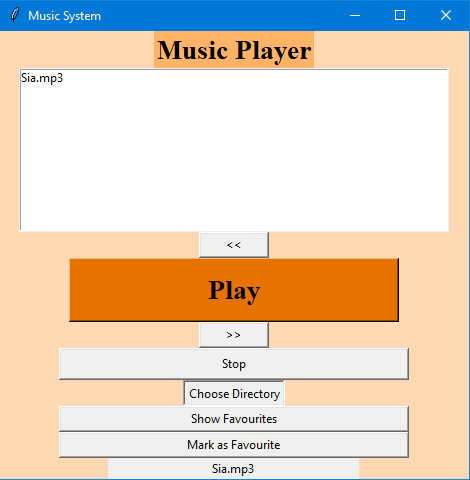 Music System
Music Player
Sia.mp3
<<
Play
>>
Stop
Choose Directory
Show Favourites
Mark as Favourite
Sia.mp3